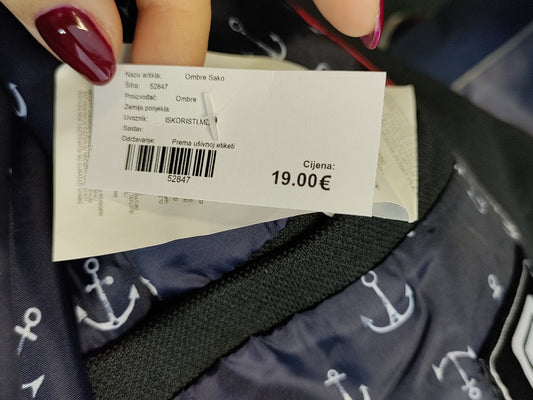 Naziv artikla: Ombre Sako
Šifra: 52847
Proizvođač: Ombre
Zemlja porijekla:
Uvoznik: ISKORISTI.ME
Sastav:
Održavanje: Prema ušivnoj etiketi
52847
Cijena:
19.00€